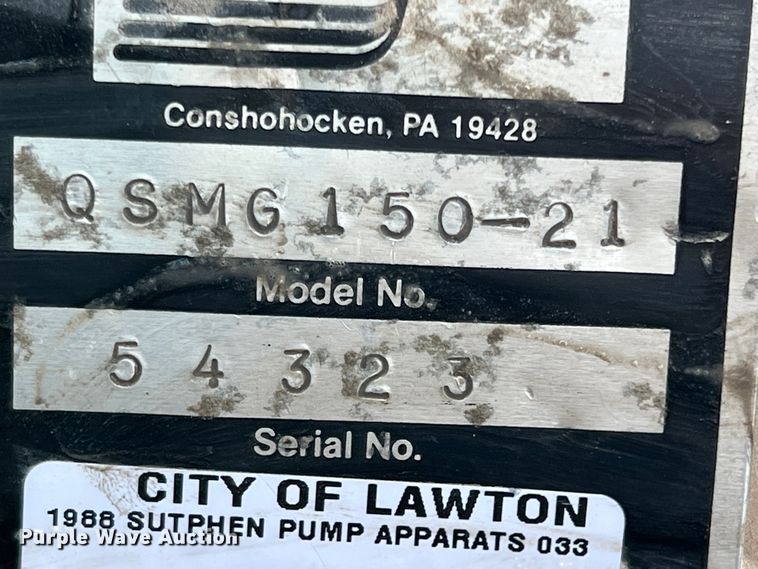 Conshohocken, PA 19428
QSMG150-21
Model No.
54323
Serial No.
CITY OF LAWTON
1988 SUTPHEN PUMP APPARATS 033
Purple Wave Auction